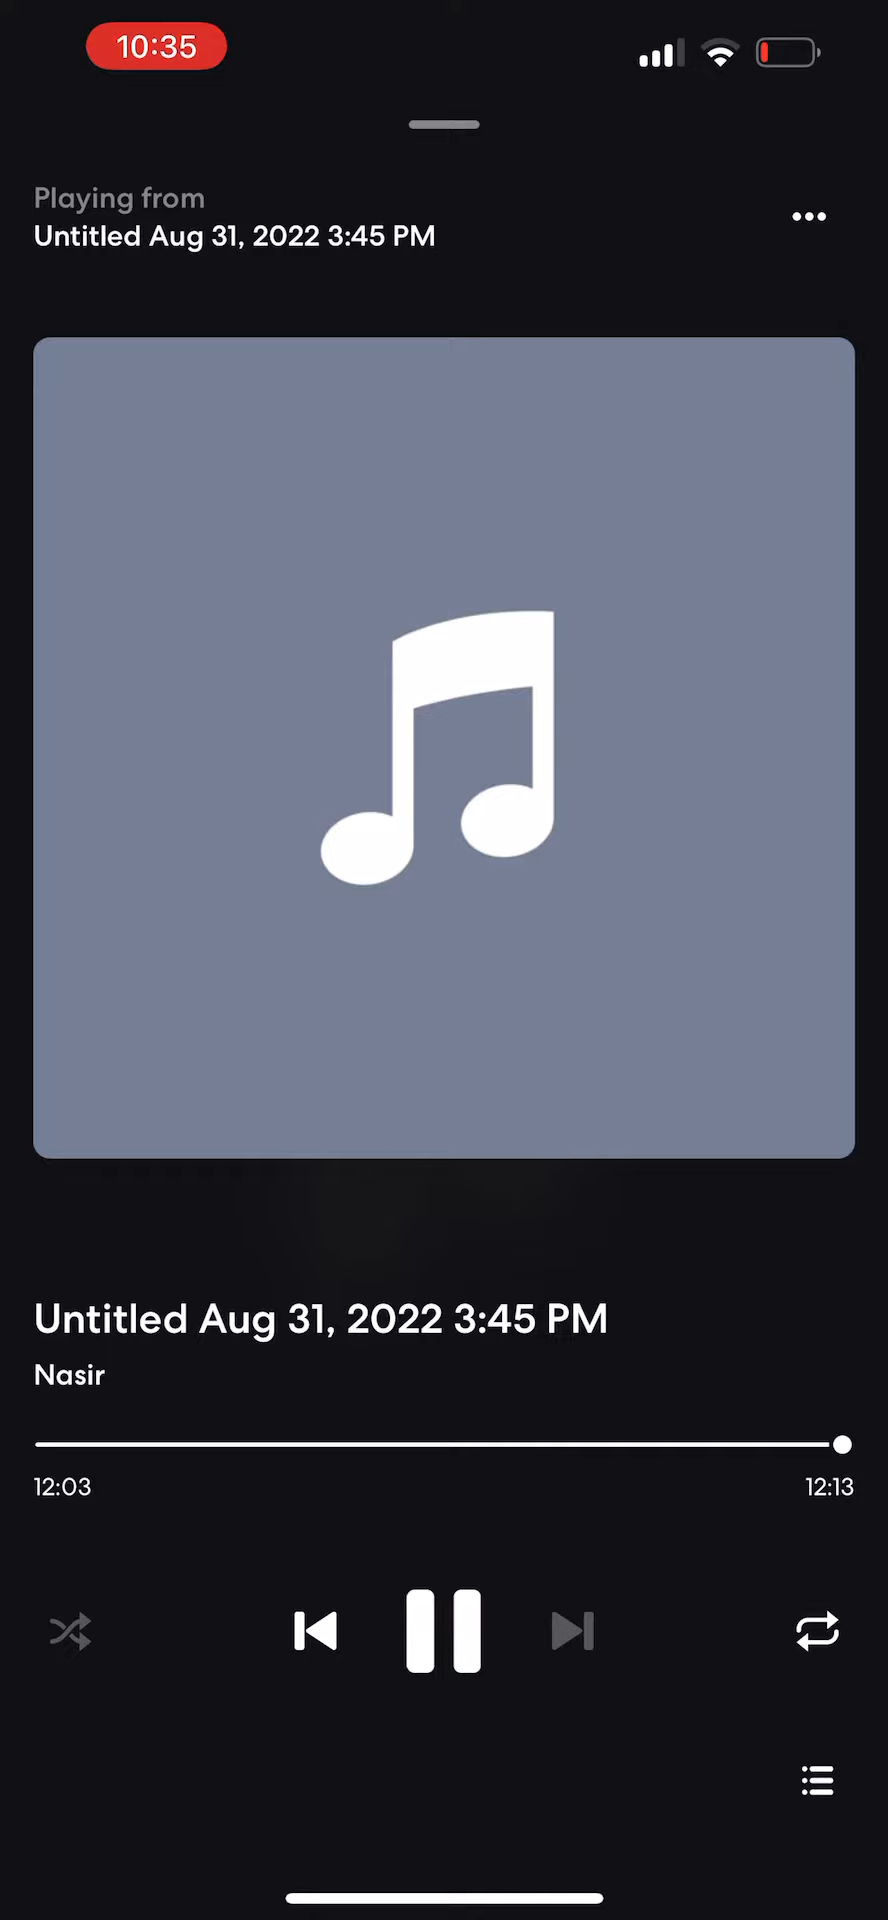 10:35
Playing from
Untitled Aug 31, 2022 3:45 PM
Untitled Aug 31, 2022 3:45 PM
Nasir
12:03
12:13